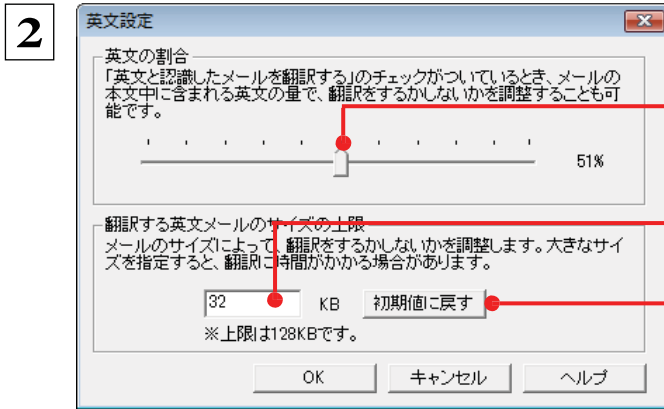 2
英文設定
英文の割合
「英文と認識したメールを翻訳する」のチェックがついているとき、メールの
本文中に含まれる英文の量で、翻訳をするかしないかを調整することも可
能です。
51%
翻訳する英文メールのサイズの上限
メールのサイズによって、翻訳をするかしないかを調整します。大きなサイ
ズを指定すると、翻訳に時間がかかる場合があります。
32 KB 初期値に戻す
※上限は128KBです。
OK キャンセル ヘルプ